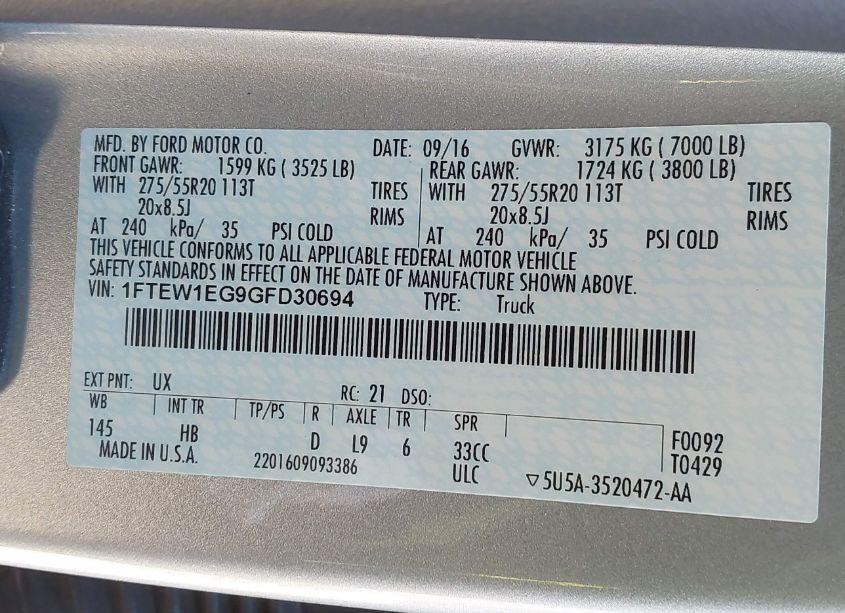 MFD. BY FORD MOTOR CO. DATE: 09/16 GVWR: 3175 KG ( 7000 LB)
FRONT GAWR: 1599 KG ( 3525 LB) REAR GAWR: 1724 KG ( 3800 LB)
WITH 275/55R20 113T TIRES WITH 275/55R20 113T TIRES
20x8.5J RIMS 20x8.5J RIMS
AT 240 kPa/ 35 PSI COLD AT 240 kPa/ 35 PSI COLD
THIS VEHICLE CONFORMS TO ALL APPLICABLE FEDERAL MOTOR VEHICLE
SAFETY STANDARDS IN EFFECT ON THE DATE OF MANUFACTURE SHOWN ABOVE.
VIN: 1FTEW1EG9GFD30694 TYPE: Truck
EXT PNT: UX RC: 21 DSO:
WB INT TR TP/PS R AXLE TR SPR
145 HB D L9 6 33CC F0092
MADE IN U.S.A. 2201609093386 ULC T0429
▽5U5A-3520472-AA